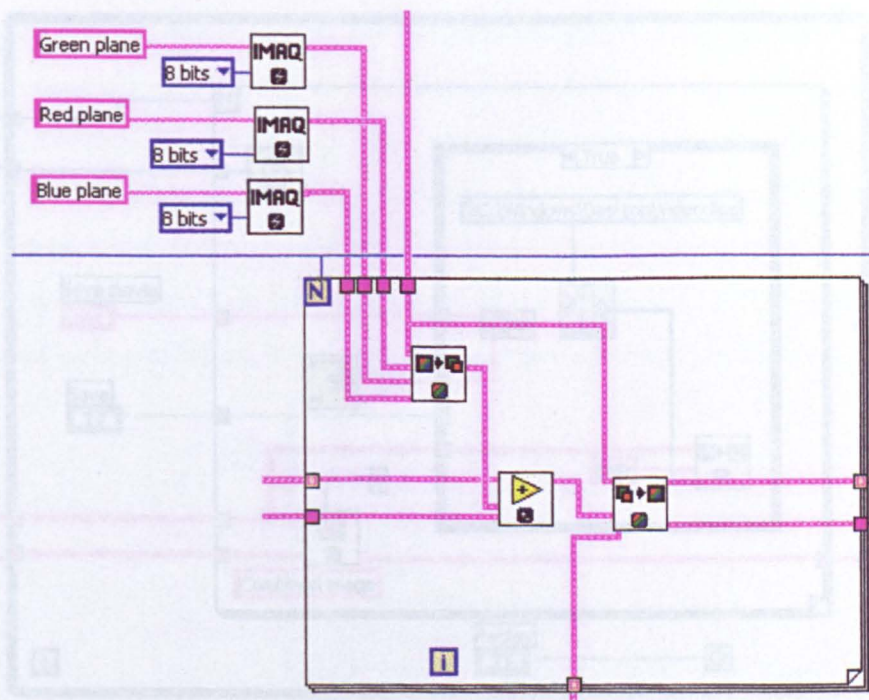 Green plane
IMAQ
8 bits
Red plane
IMAQ
8 bits
Blue plane
IMAQ
8 bits
N
i